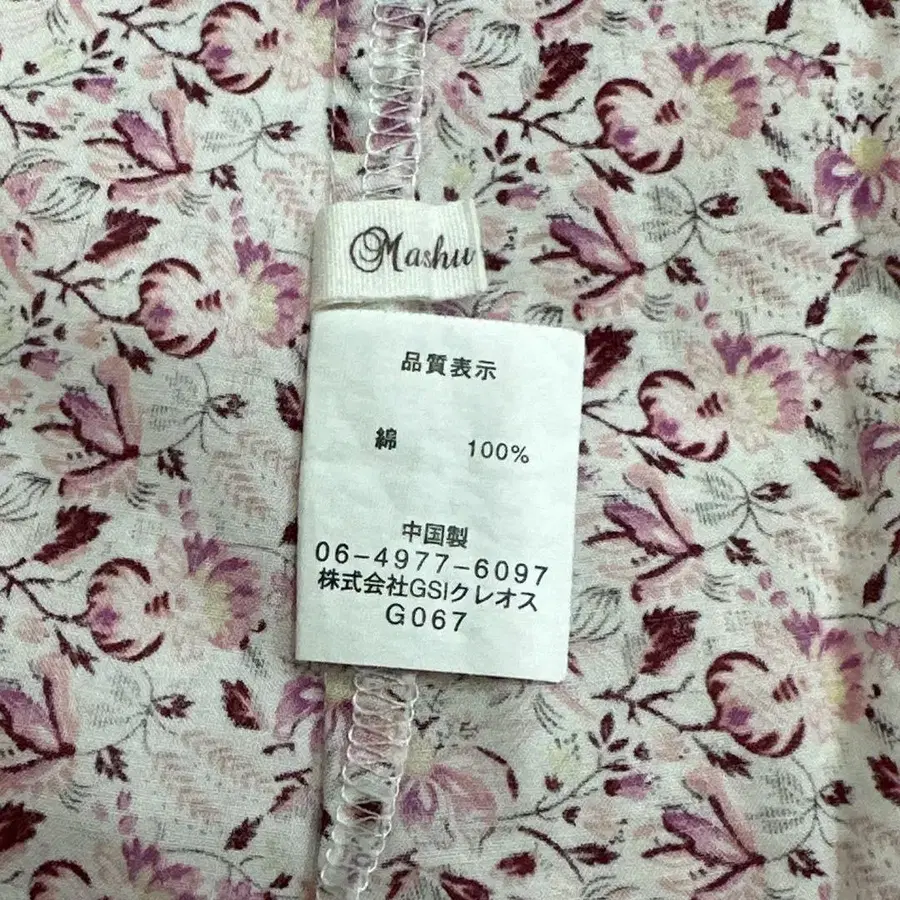 Mashu
品質表示
綿 100%
中国製
06-4977-6097
株式会社GSIクレオス
G067